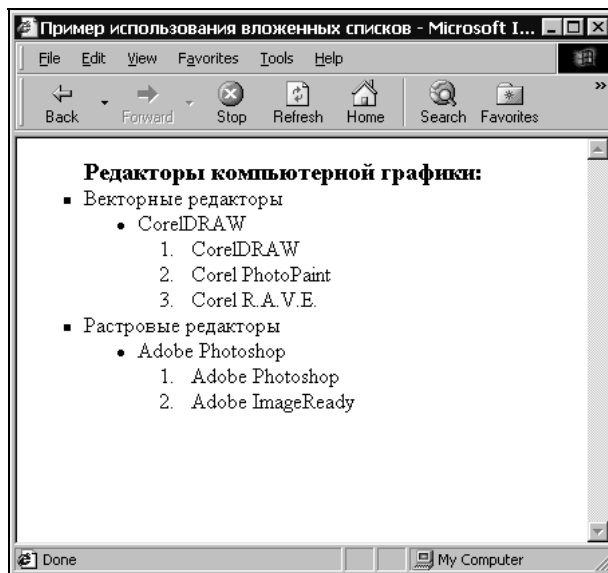 Пример использования вложенных списков - Microsoft I...
File Edit View Favorites Tools Help
Back Forward Stop Refresh Home Search Favorites »
Редакторы компьютерной графики:
Векторные редакторы
CorelDRAW
1. CorelDRAW
2. Corel PhotoPaint
3. Corel R.A.V.E.
Растровые редакторы
Adobe Photoshop
1. Adobe Photoshop
2. Adobe ImageReady
Done My Computer